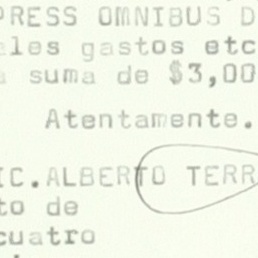 PRESS OMNIBUS D
ales gastos etc
a suma de $3,00
Atentamente.
IC.ALBERTO TERR
to de
cuatro